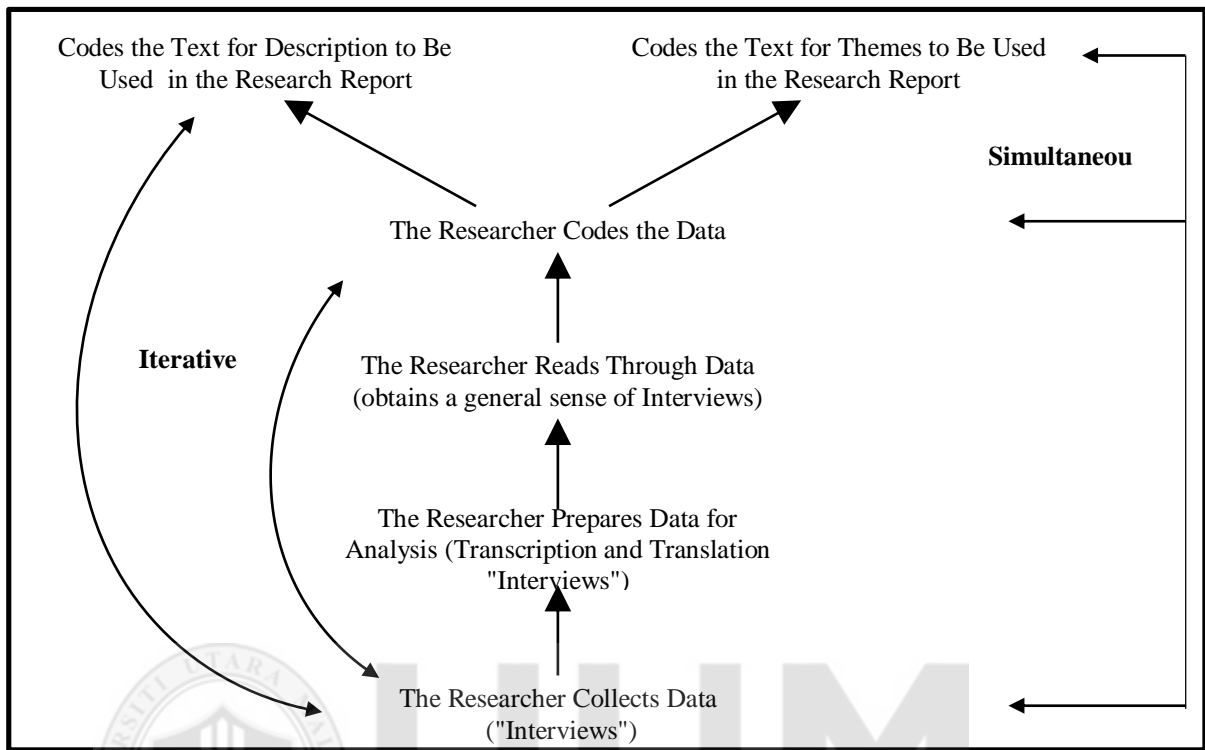 Codes the Text for Description to Be
Used in the Research Report
Codes the Text for Themes to Be Used
in the Research Report
Simultaneou
The Researcher Codes the Data
Iterative
The Researcher Reads Through Data
(obtains a general sense of Interviews)
The Researcher Prepares Data for
Analysis (Transcription and Translation
"Interviews")
The Researcher Collects Data
("Interviews")
UTARA
UUM